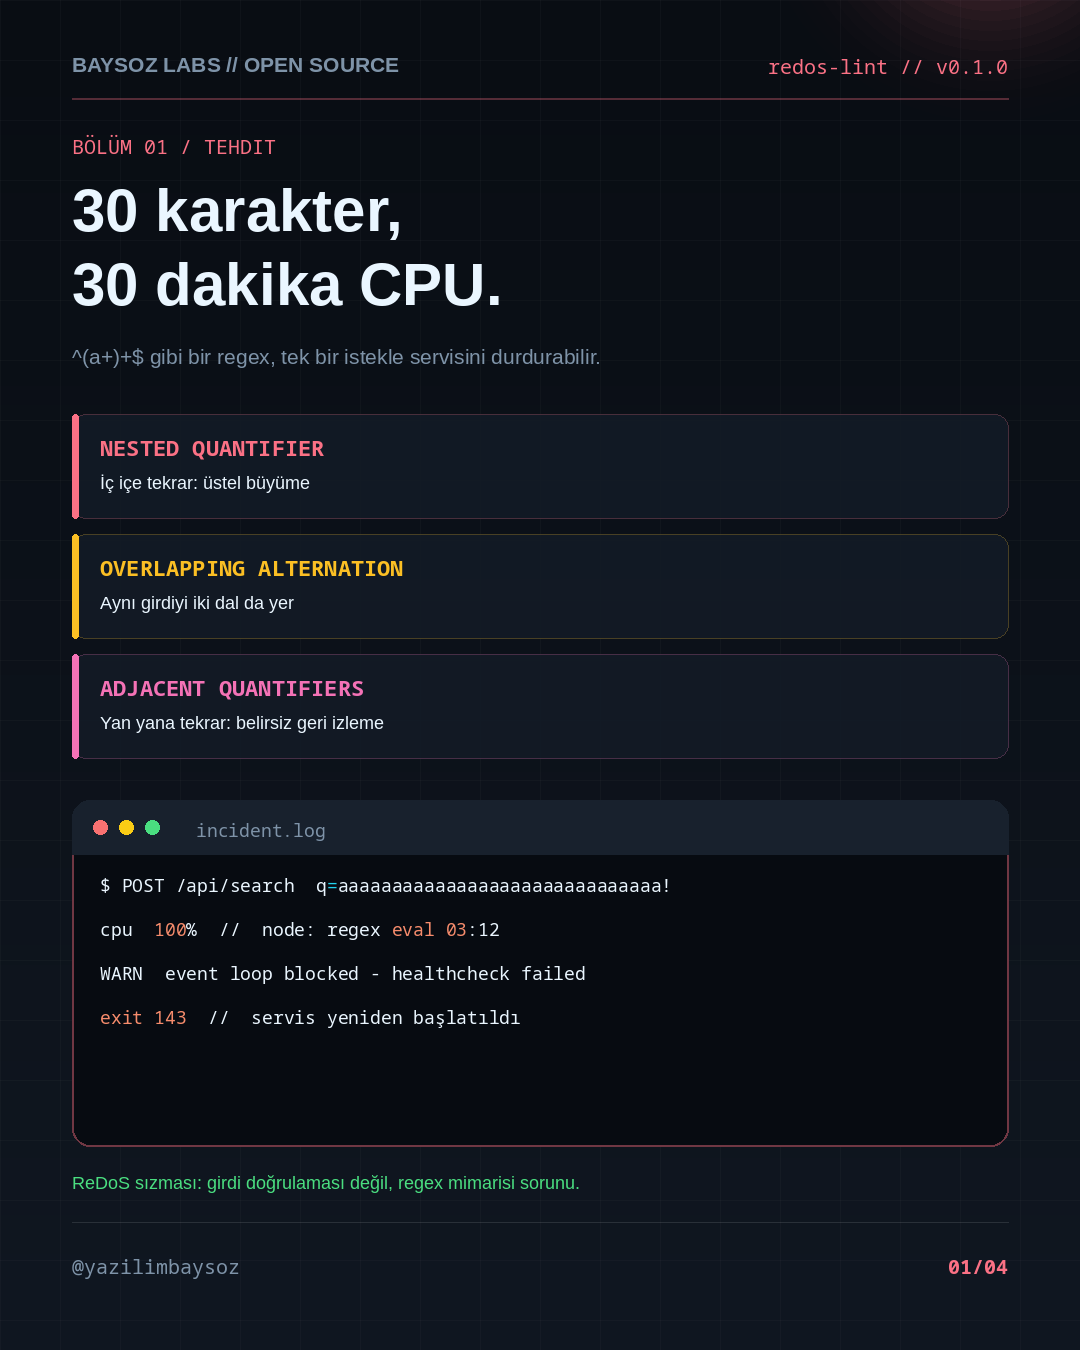 BAYSOZ LABS // OPEN SOURCE
redos-lint // v0.1.0
BÖLÜM 01 / TEHDIT
30 karakter,
30 dakika CPU.
^(a+)+$ gibi bir regex, tek bir istekle servisini durdurabilir.
NESTED QUANTIFIER
İç içe tekrar: üstel büyüme
OVERLAPPING ALTERNATION
Aynı girdiyi iki dal da yer
ADJACENT QUANTIFIERS
Yan yana tekrar: belirsiz geri izleme
incident.log
$ POST /api/search  q=aaaaaaaaaaaaaaaaaaaaaaaaaaaaaa!
cpu  100%  //  node: regex eval 03:12
WARN  event loop blocked - healthcheck failed
exit 143  //  servis yeniden başlatıldı
ReDoS sızması: girdi doğrulaması değil, regex mimarisi sorunu.
@yazilimbaysoz
01/04